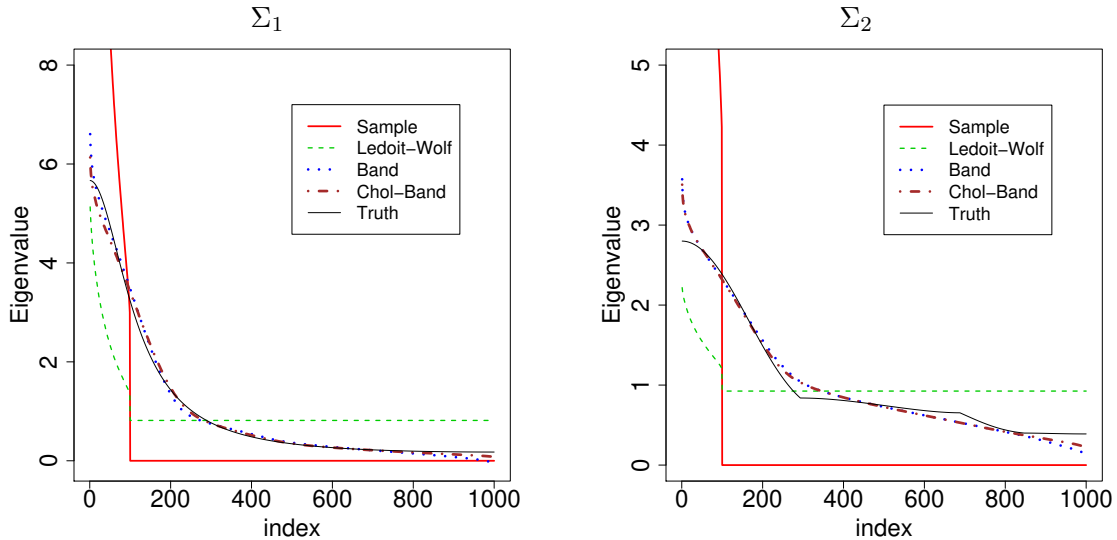 Σ1
Eigenvalue
8
6
4
2
0
Sample
Ledoit−Wolf
Band
Chol−Band
Truth
0 200 400 600 800 1000
index
Σ2
Eigenvalue
5
4
3
2
1
0
Sample
Ledoit−Wolf
Band
Chol−Band
Truth
0 200 400 600 800 1000
index